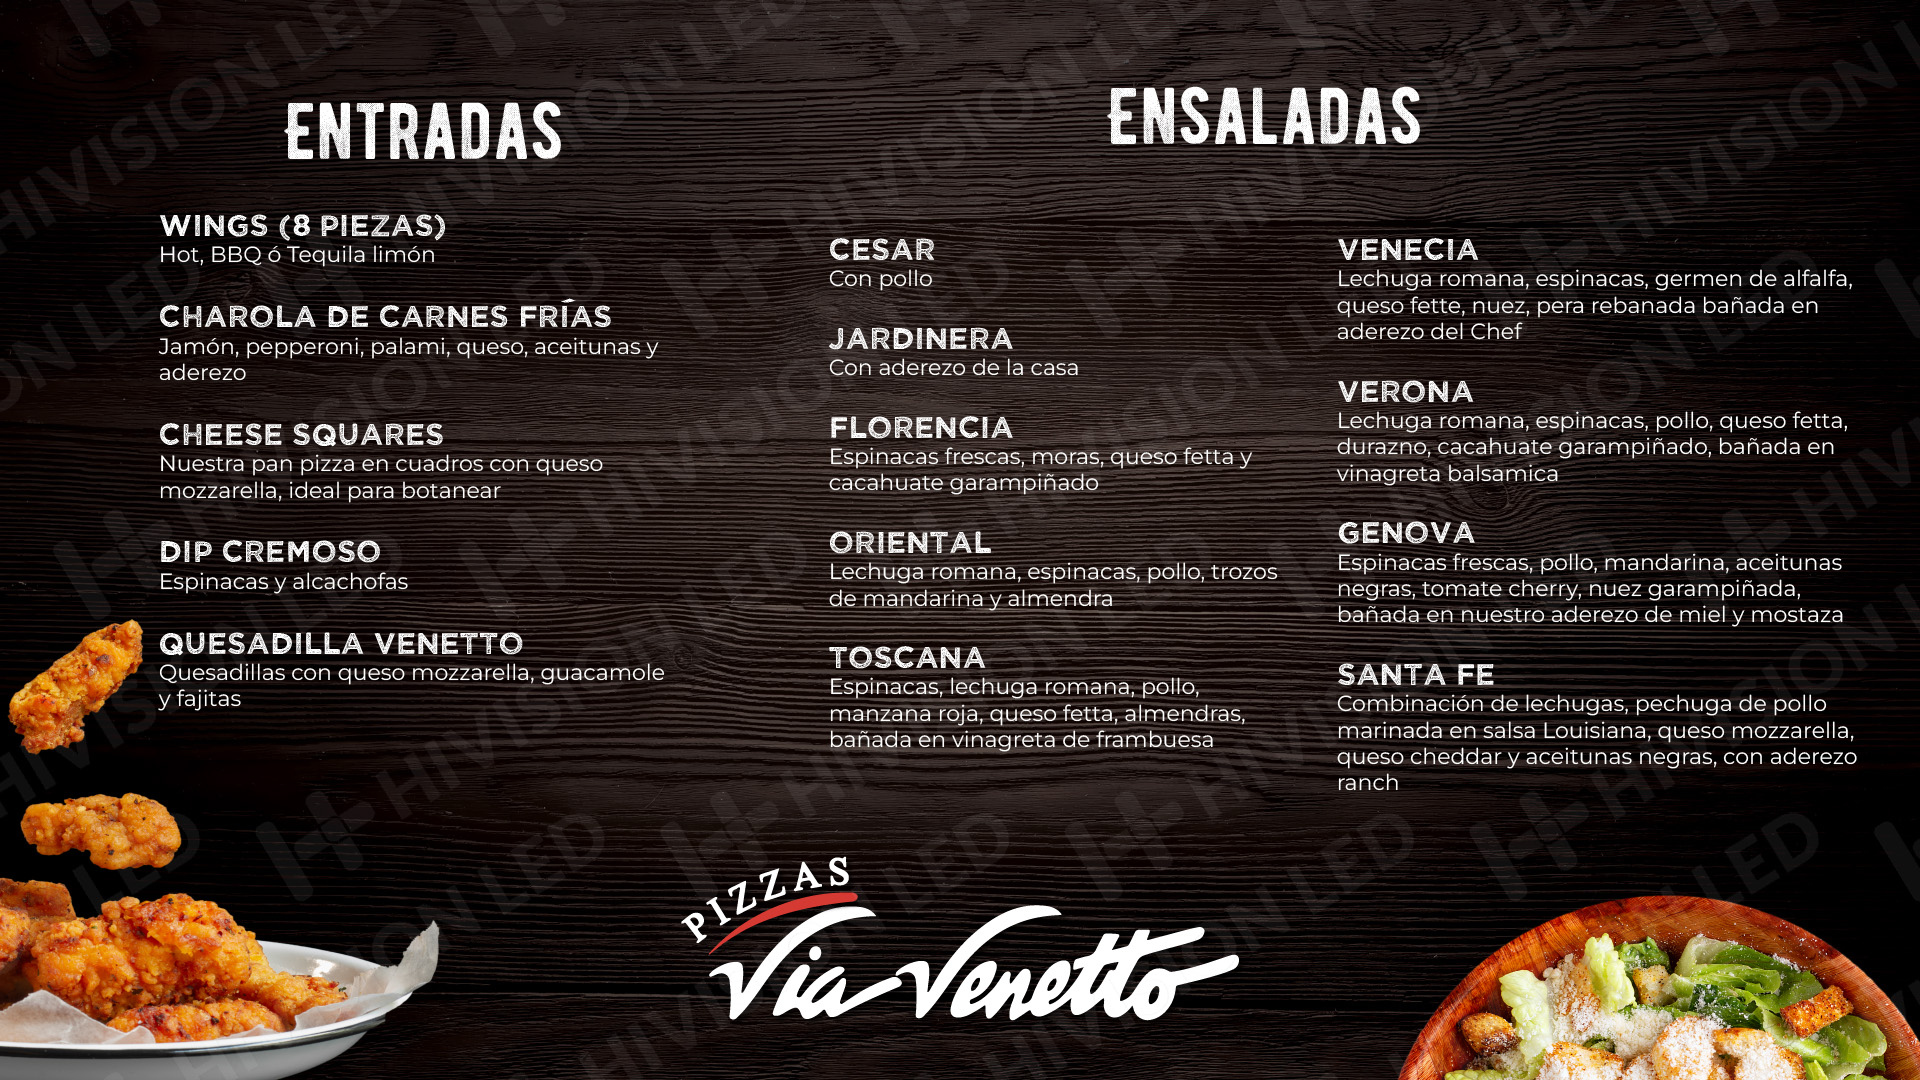 ENTRADAS
WINGS (8 PIEZAS)
Hot, BBQ ó Tequila limón
CHAROLA DE CARNES FRÍAS
Jamón, pepperoni, palami, queso, aceitunas y
aderezo
CHEESE SQUARES
Nuestra pan pizza en cuadros con queso
mozzarella, ideal para botanear
DIP CREMOSO
Espinacas y alcachofas
QUESADILLA VENETTO
Quesadillas con queso mozzarella, guacamole
y fajitas
ENSALADAS
CESAR
Con pollo
JARDINERA
Con aderezo de la casa
FLORENCIA
Espinacas frescas, moras, queso fetta y
cacahuate garampiñado
ORIENTAL
Lechuga romana, espinacas, pollo, trozos
de mandarina y almendra
TOSCANA
Espinacas, lechuga romana, pollo,
manzana roja, queso fetta, almendras,
bañada en vinagreta de frambuesa
VENECIA
Lechuga romana, espinacas, germen de alfalfa,
queso fette, nuez, pera rebanada bañada en
aderezo del Chef
VERONA
Lechuga romana, espinacas, pollo, queso fetta,
durazno, cacahuate garampiñado, bañada en
vinagreta balsamica
GENOVA
Espinacas frescas, pollo, mandarina, aceitunas
negras, tomate cherry, nuez garampiñada,
bañada en nuestro aderezo de miel y mostaza
SANTA FE
Combinación de lechugas, pechuga de pollo
marinada en salsa Louisiana, queso mozzarella,
queso cheddar y aceitunas negras, con aderezo
ranch
PIZZAS
Via Venetto
HIVISION LED